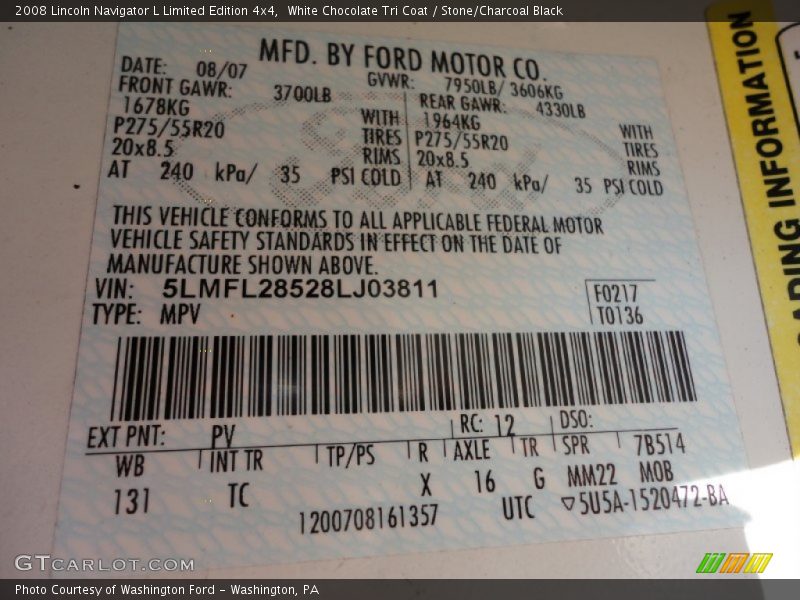 2008 Lincoln Navigator L Limited Edition 4x4, White Chocolate Tri Coat / Stone/Charcoal Black
MFD. BY FORD MOTOR CO.
DATE: 08/07 GVWR: 7950LB/ 3606KG
FRONT GAWR: 3700LB REAR GAWR: 4330LB
1678KG WITH 1964KG WITH
P275/55R20 TIRES P275/55R20 TIRES
20x8.5 RIMS 20x8.5 RIMS
AT 240 kPa/ 35 PSI COLD AT 240 kPa/ 35 PSI COLD
THIS VEHICLE CONFORMS TO ALL APPLICABLE FEDERAL MOTOR
VEHICLE SAFETY STANDARDS IN EFFECT ON THE DATE OF
MANUFACTURE SHOWN ABOVE.
VIN: 5LMFL28528LJ03811 F0217
TYPE: MPV T0136
EXT PNT: PV RC: 12 DSO:
WB INT TR TP/PS R AXLE TR SPR 7B514
131 TC X 16 G MM22 MOB
1200708161357 UTC 5U5A-1520472-BA
ADING INFORMATION
GTCARLOT.COM
Photo Courtesy of Washington Ford - Washington, PA